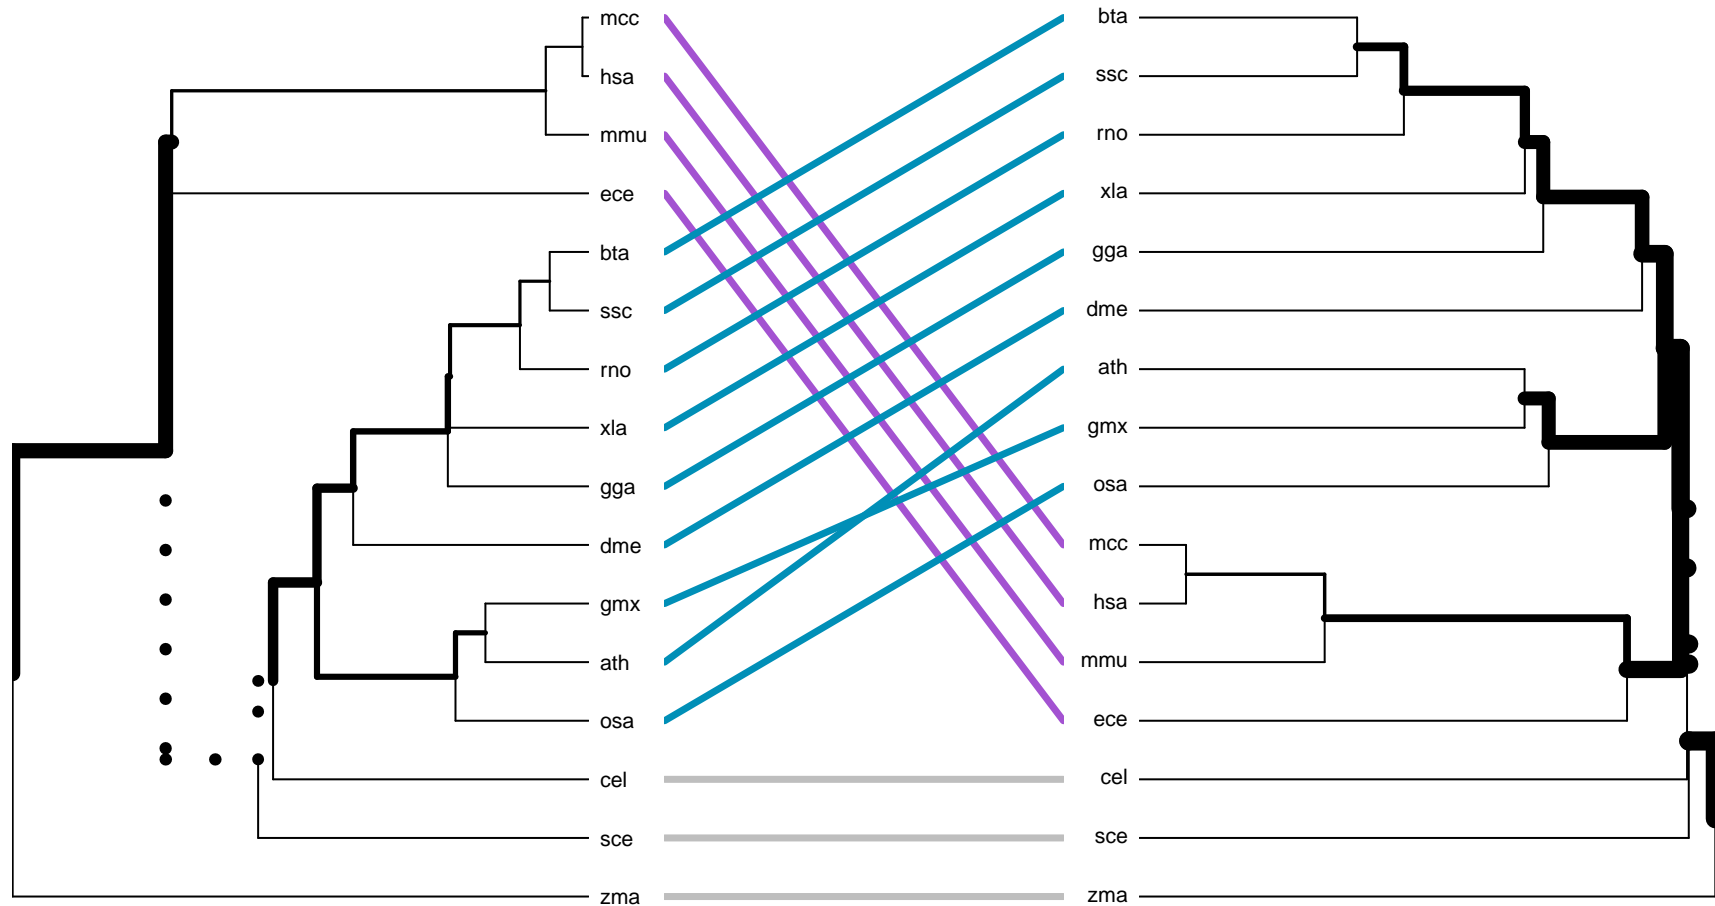 mcc bta
hsa ssc
mmu rno
ece xla
bta gga
ssc dme
rno ath
xla gmx
gga osa
dme mcc
gmx hsa
ath mmu
osa ece
cel cel
sce sce
zma zma